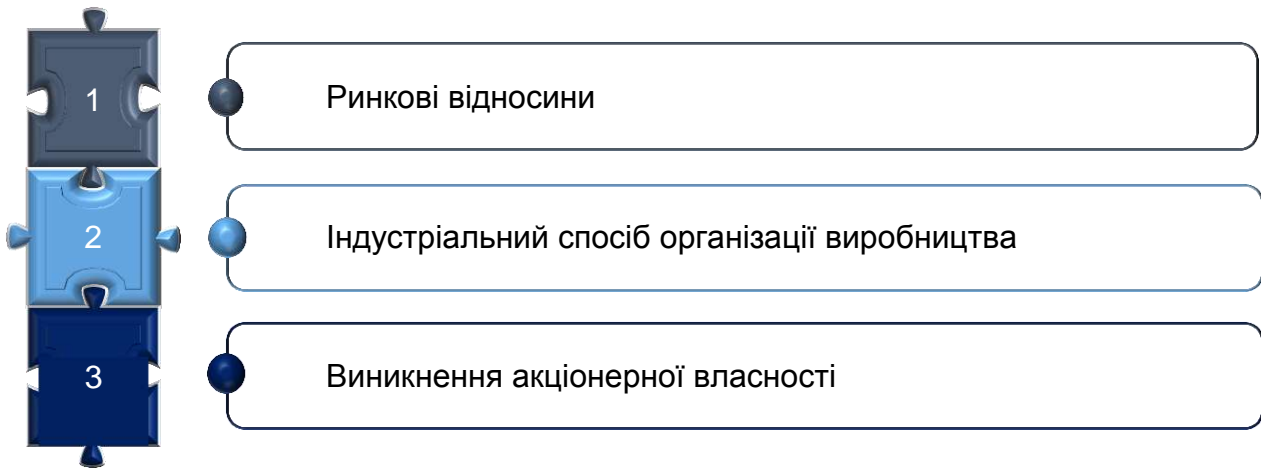 1
Ринкові відносини
2
Індустріальний спосіб організації виробництва
3
Виникнення акціонерної власності